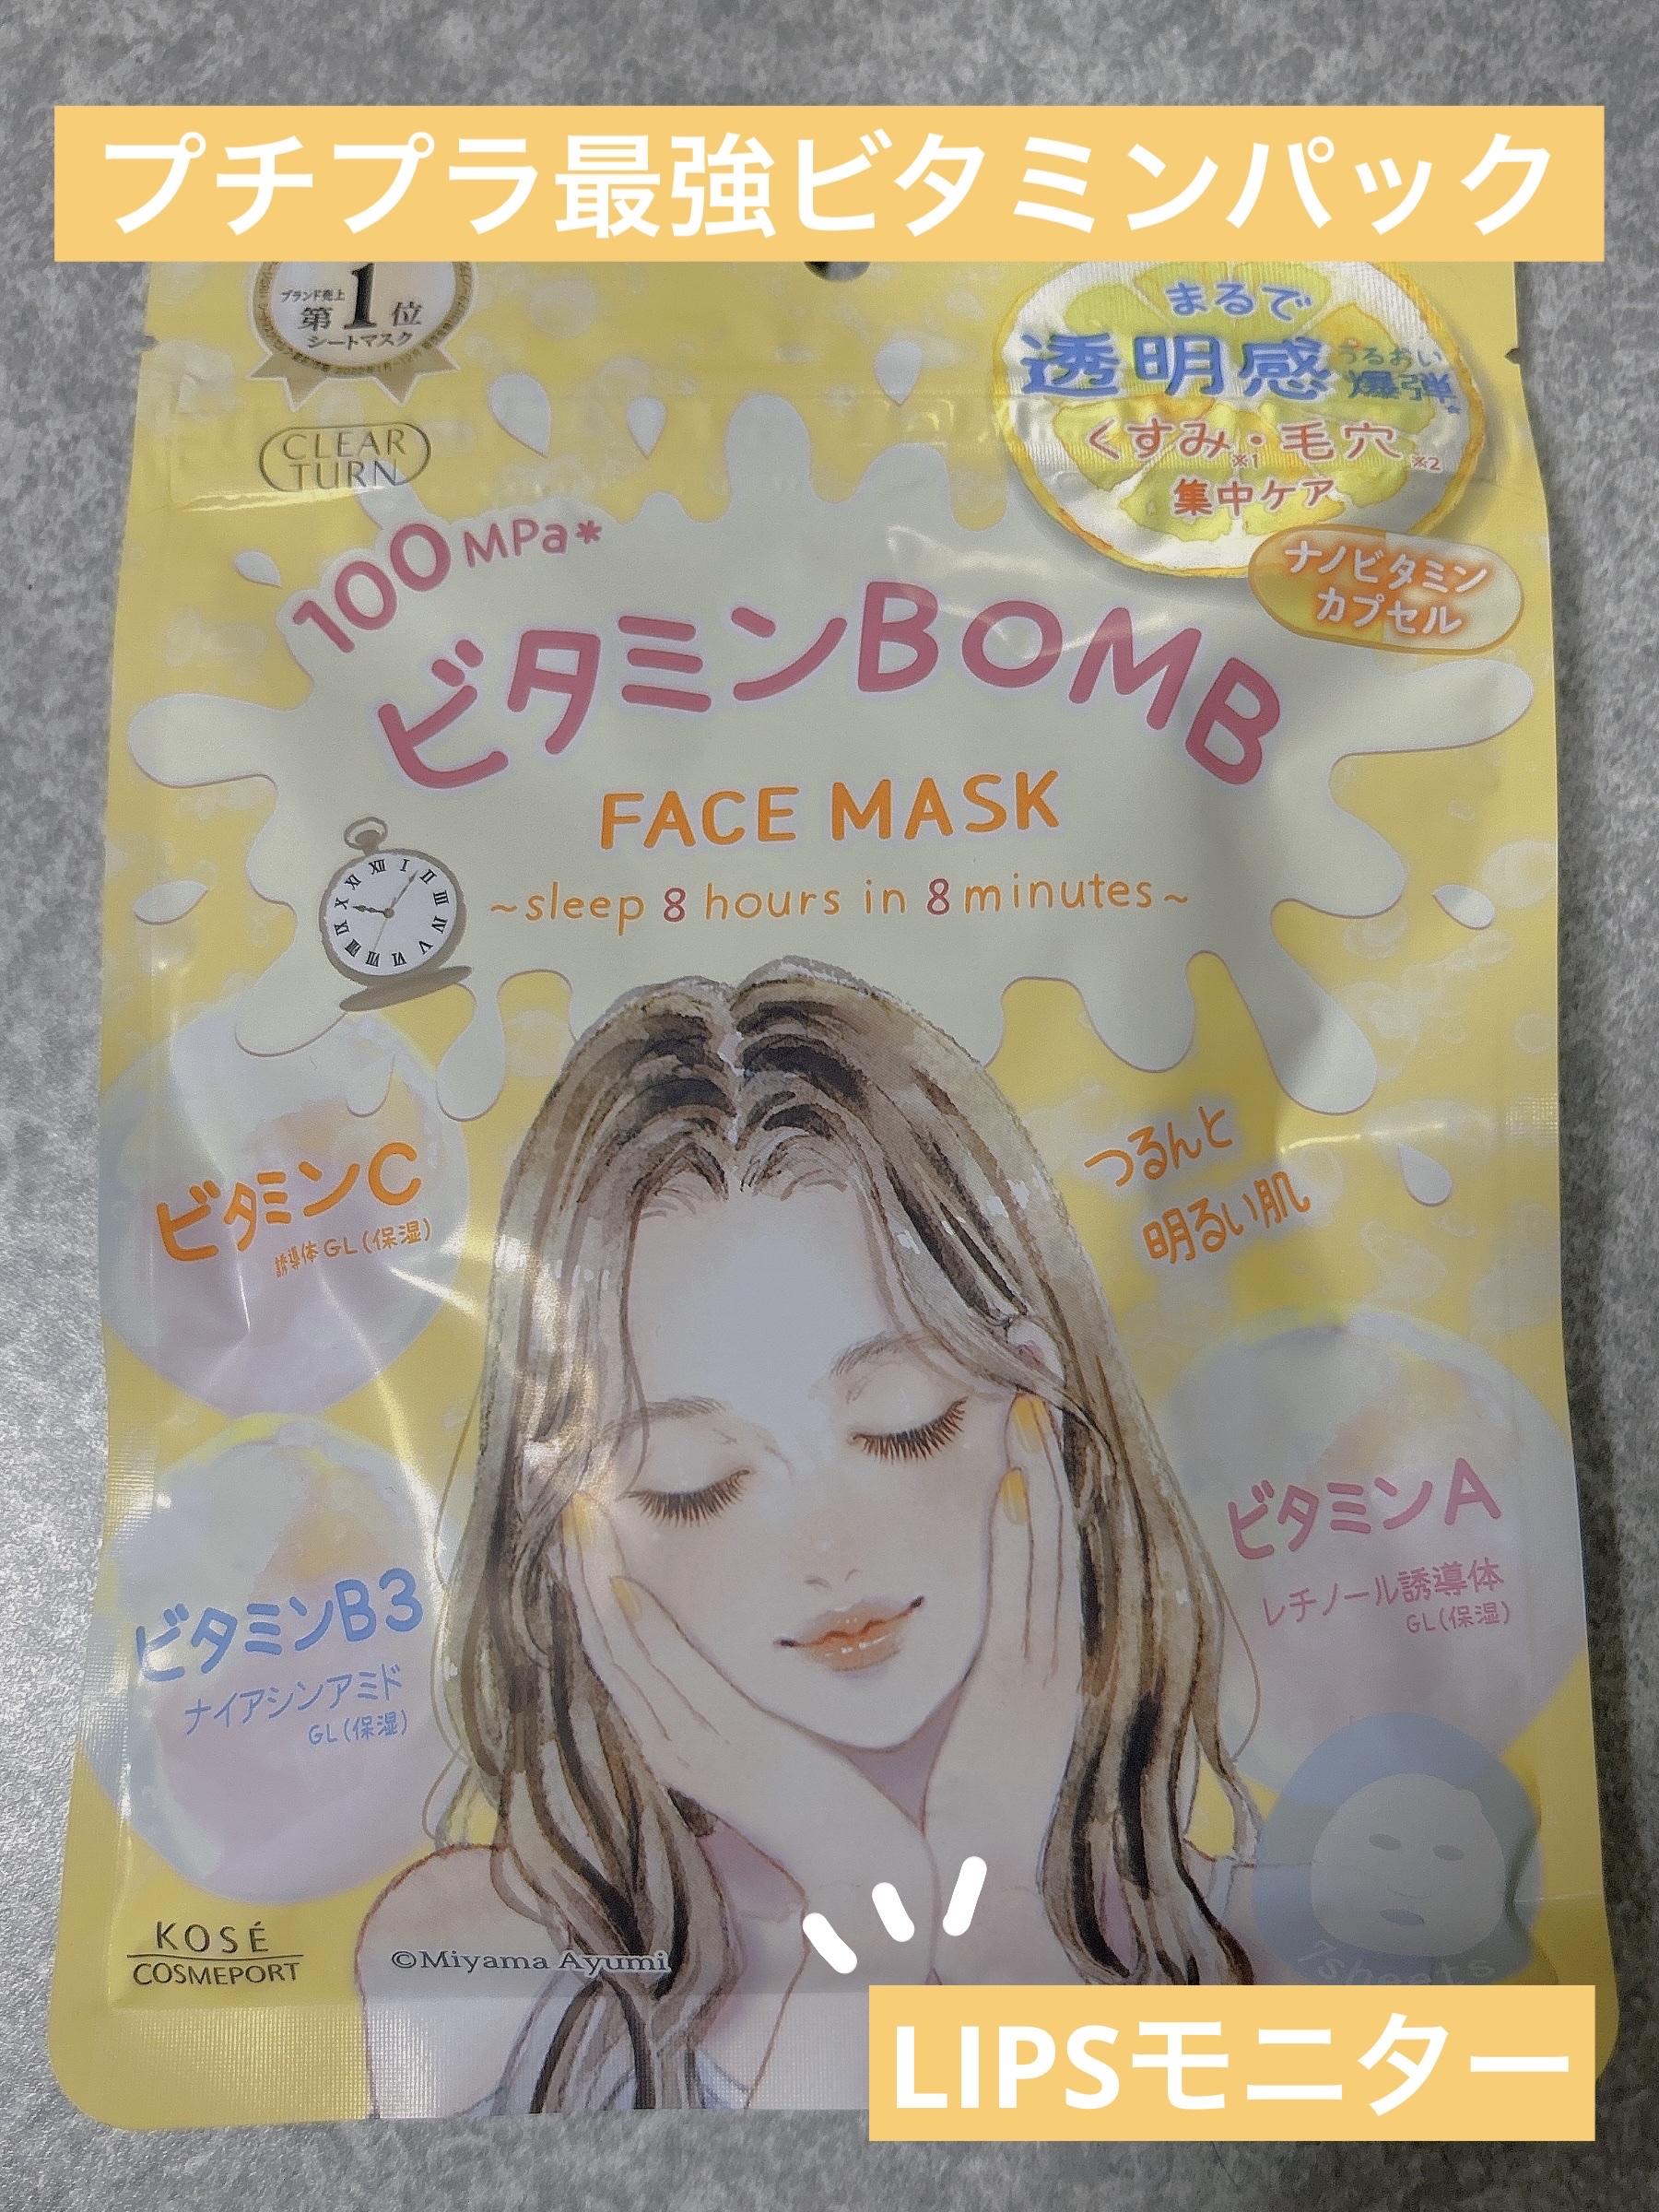 プチプラ最強ビタミンパック
ブランド売上
第1位
シートマスク
まるで
透明感 うるおい爆弾*
くすみ※1・毛穴※2
集中ケア
CLEAR
TURN
ナノビタミン
カプセル
100MPa*
ビタミンBOMB
FACE MASK
~sleep 8 hours in 8 minutes~
つるんと
明るい肌
ビタミンC
誘導体GL(保湿)
ビタミンA
レチノール誘導体
GL(保湿)
ビタミンB3
ナイアシンアミド
GL(保湿)
7sheets
KOSÉ
COSMEPORT
©Miyama Ayumi
LIPSモニター